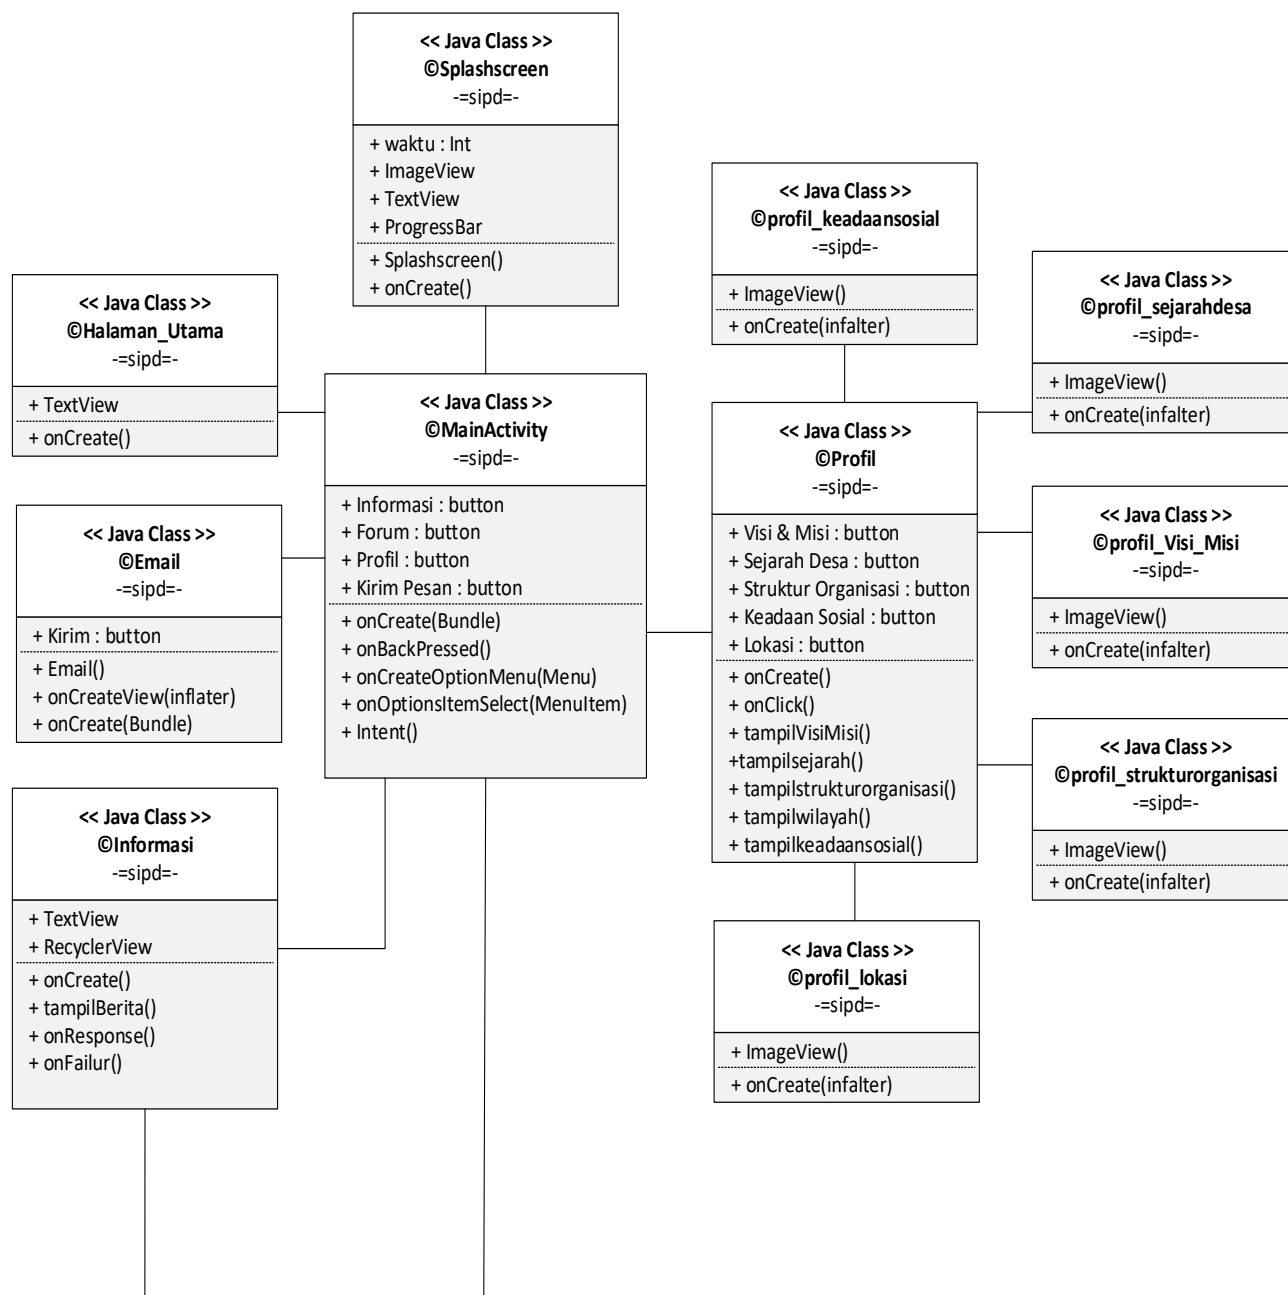 << Java Class >>
©Splashscreen
-=sipd=-
+ waktu : Int
+ ImageView
+ TextView
+ ProgressBar
+ Splashscreen()
+ onCreate()
<< Java Class >>
©Halaman_Utama
-=sipd=-
+ TextView
+ onCreate()
<< Java Class >>
©MainActivity
-=sipd=-
+ Informasi : button
+ Forum : button
+ Profil : button
+ Kirim Pesan : button
+ onCreate(Bundle)
+ onBackPressed()
+ onCreateOptionMenu(Menu)
+ onOptionsItemSelect(MenuItem)
+ Intent()
<< Java Class >>
©Email
-=sipd=-
+ Kirim : button
+ Email()
+ onCreateView(inflater)
+ onCreate(Bundle)
<< Java Class >>
©Informasi
-=sipd=-
+ TextView
+ RecyclerView
+ onCreate()
+ tampilBerita()
+ onResponse()
+ onFailur()
<< Java Class >>
©profil_keadaansosial
-=sipd=-
+ ImageView()
+ onCreate(infalter)
<< Java Class >>
©Profil
-=sipd=-
+ Visi & Misi : button
+ Sejarah Desa : button
+ Struktur Organisasi : button
+ Keadaan Sosial : button
+ Lokasi : button
+ onCreate()
+ onClick()
+ tampilVisiMisi()
+tampilsejarah()
+ tampilstrukturorganisasi()
+ tampilwilayah()
+ tampilkeadaansosial()
<< Java Class >>
©profil_sejarahdesa
-=sipd=-
+ ImageView()
+ onCreate(infalter)
<< Java Class >>
©profil_Visi_Misi
-=sipd=-
+ ImageView()
+ onCreate(infalter)
<< Java Class >>
©profil_strukturorganisasi
-=sipd=-
+ ImageView()
+ onCreate(infalter)
<< Java Class >>
©profil_lokasi
-=sipd=-
+ ImageView()
+ onCreate(infalter)